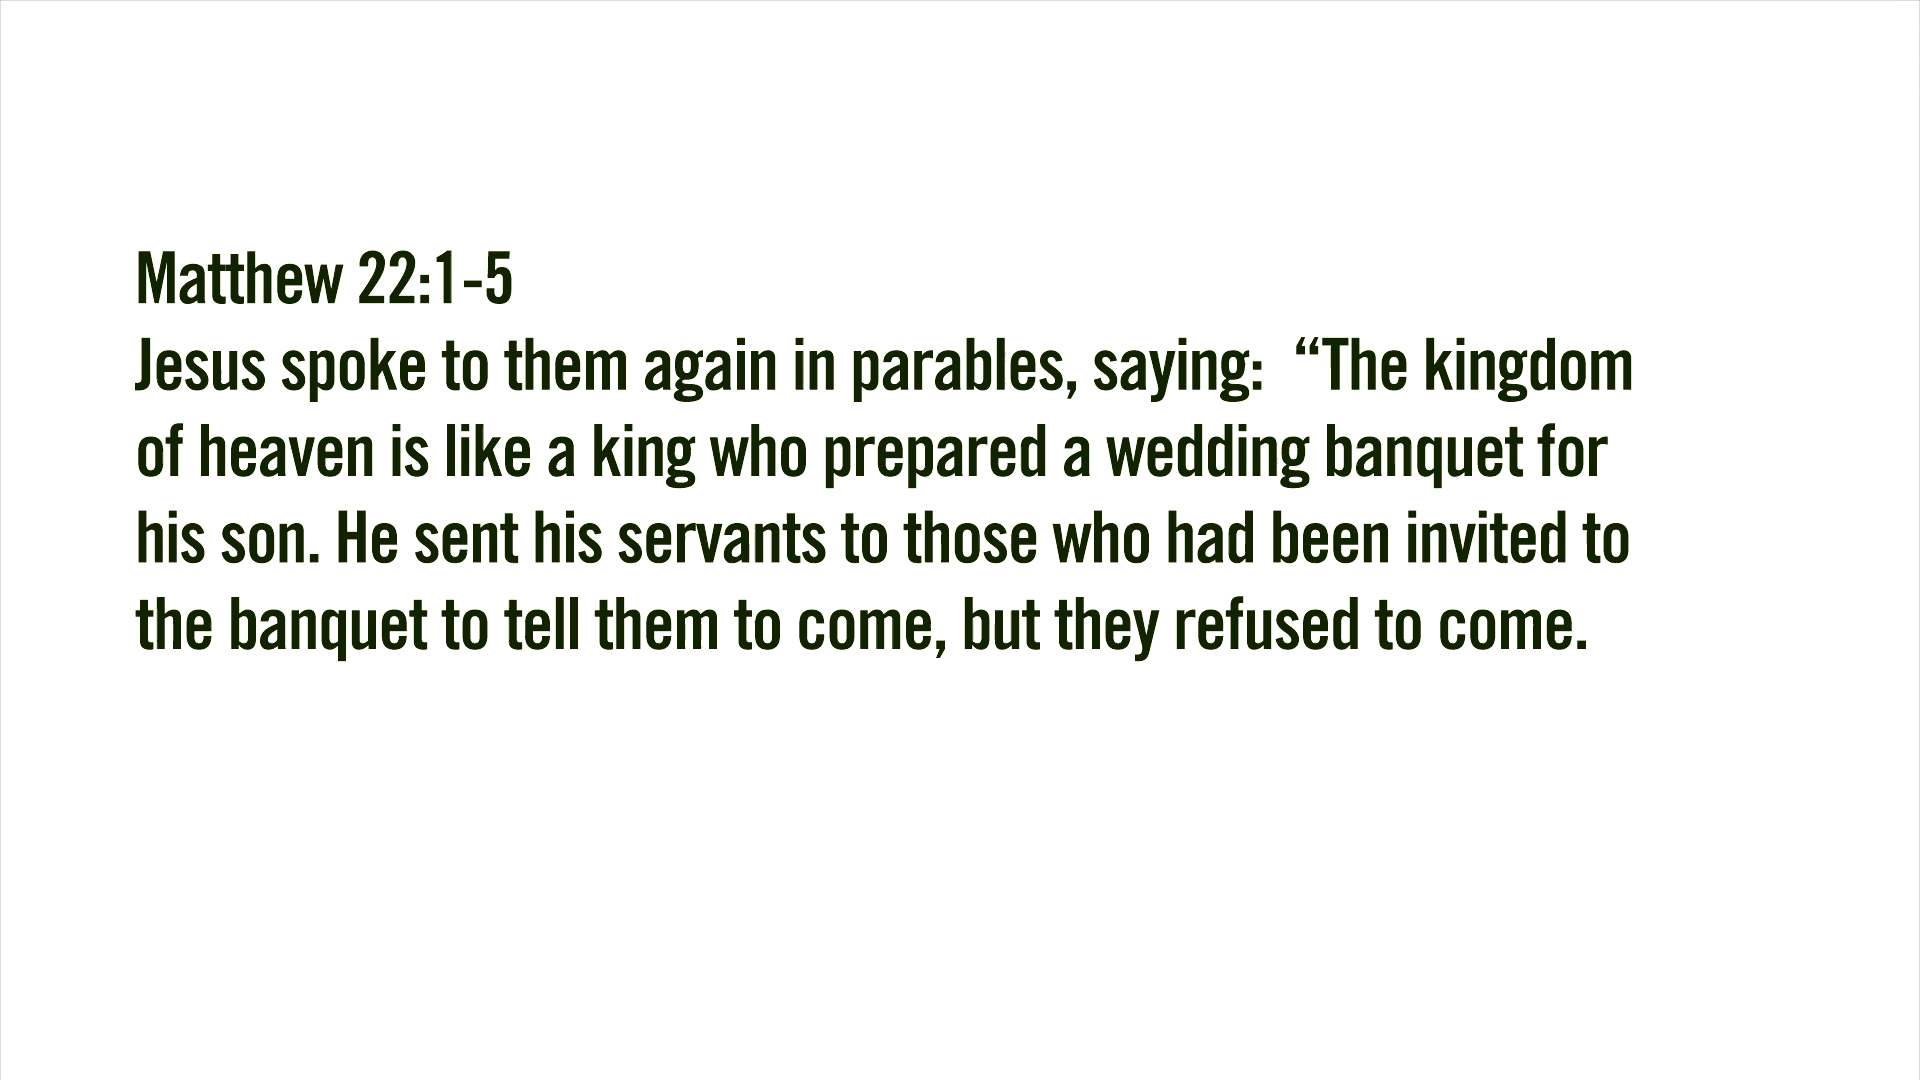 Matthew 22:1-5
Jesus spoke to them again in parables, saying:  “The kingdom
of heaven is like a king who prepared a wedding banquet for
his son. He sent his servants to those who had been invited to
the banquet to tell them to come, but they refused to come.